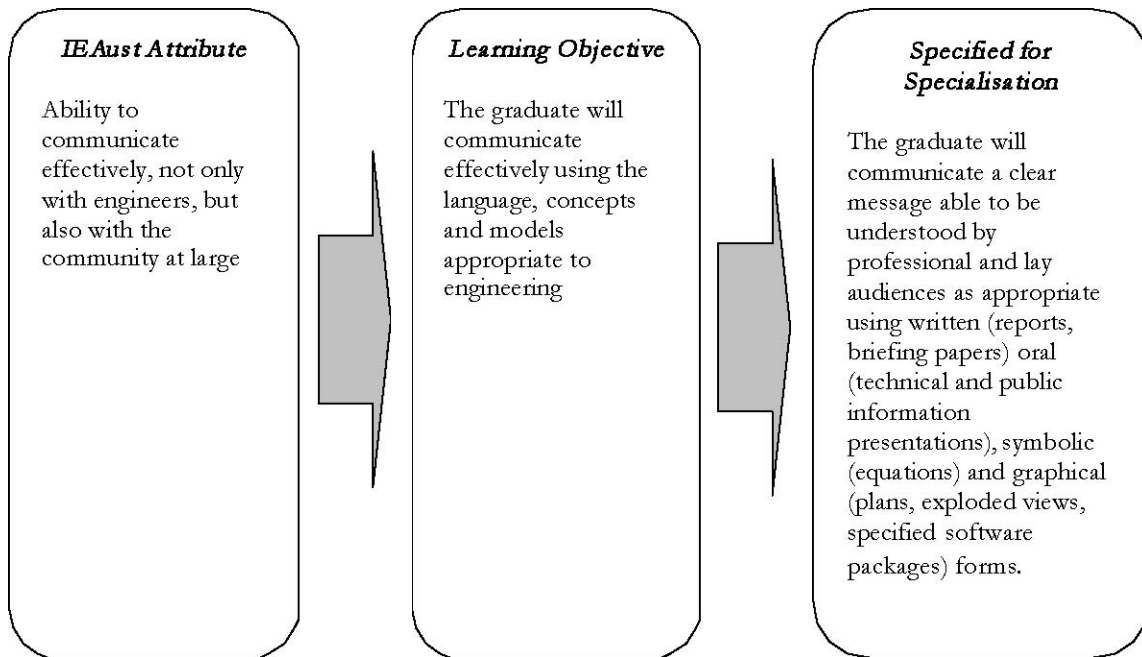 IEAust Attribute
Ability to
communicate
effectively, not only
with engineers, but
also with the
community at large
Learning Objective
The graduate will
communicate
effectively using the
language, concepts
and models
appropriate to
engineering
Specified for
Specialisation
The graduate will
communicate a clear
message able to be
understood by
professional and lay
audiences as appropriate
using written (reports,
briefing papers) oral
(technical and public
information
presentations), symbolic
(equations) and graphical
(plans, exploded views,
specified software
packages) forms.